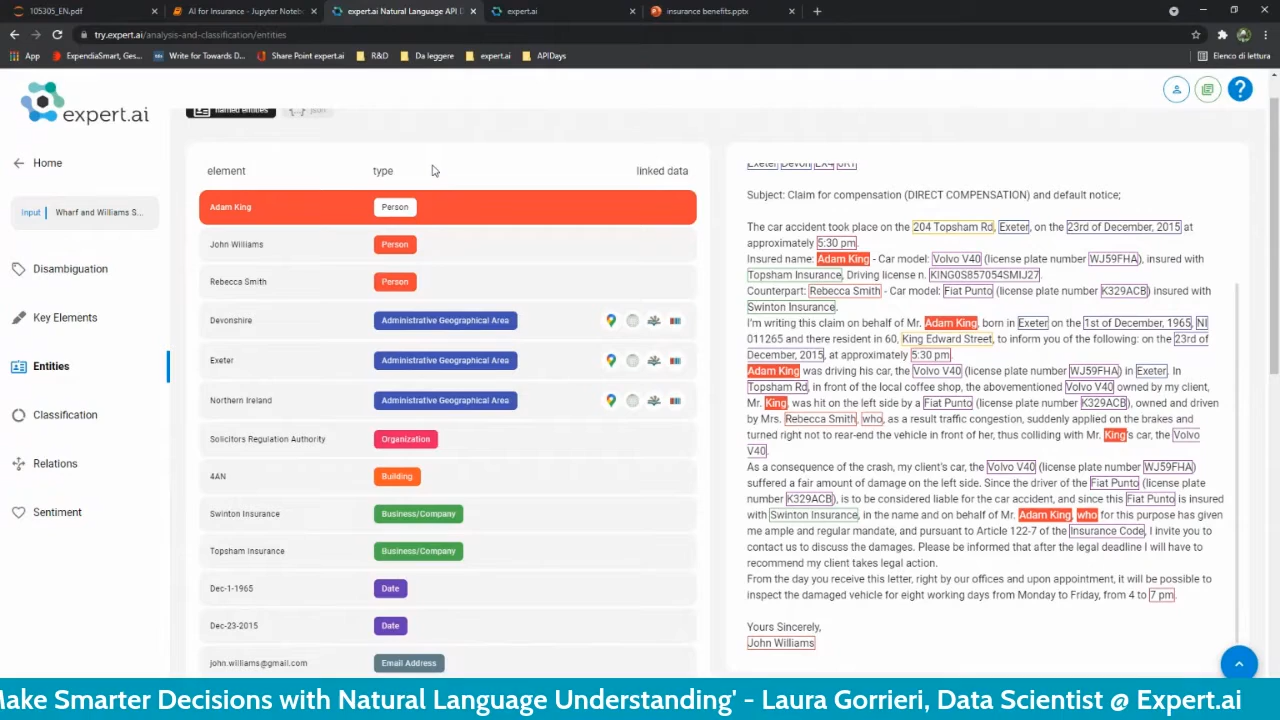 105305_EN.pdf
AI for Insurance - Jupyter Noteb
expert.ai Natural Language API D
expert.ai
insurance benefits.pptx
try.expert.ai/analysis-and-classification/entities
App
ExpendiaSmart, Ges...
Write for Towards D...
Share Point expert.ai
R&D
Da leggere
expert.ai
APIDays
Elenco di lettura
expert.ai
Home
Input | Wharf and Williams S...
Disambiguation
Key Elements
Entities
Classification
Relations
Sentiment
named entities
{...} json
element type linked data
Adam King Person
John Williams Person
Rebecca Smith Person
Devonshire Administrative Geographical Area
Exeter Administrative Geographical Area
Northern Ireland Administrative Geographical Area
Solicitors Regulation Authority Organization
4AN Building
Swinton Insurance Business/Company
Topsham Insurance Business/Company
Dec-1-1965 Date
Dec-23-2015 Date
john.williams@gmail.com Email Address
Exeter Devon EX4
Subject: Claim for compensation (DIRECT COMPENSATION) and default notice;
The car accident took place on the 204 Topsham Rd, Exeter, on the 23rd of December, 2015 at
approximately 5:30 pm.
Insured name: Adam King - Car model: Volvo V40 (license plate number WJ59FHA), insured with
Topsham Insurance, Driving license n. KING0S857054SMIJ27.
Counterpart: Rebecca Smith - Car model: Fiat Punto (license plate number K329ACB) insured with
Swinton Insurance.
I'm writing this claim on behalf of Mr. Adam King, born in Exeter on the 1st of December, 1965, NI
011265 and there resident in 60, King Edward Street, to inform you of the following: on the 23rd of
December, 2015, at approximately 5:30 pm.
Adam King was driving his car, the Volvo V40 (license plate number WJ59FHA) in Exeter. In
Topsham Rd, in front of the local coffee shop, the abovementioned Volvo V40 owned by my client,
Mr. King, was hit on the left side by a Fiat Punto (license plate number K329ACB), owned and driven
by Mrs. Rebecca Smith, who, as a result traffic congestion, suddenly applied on the brakes and
turned right not to rear-end the vehicle in front of her, thus colliding with Mr. King's car, the Volvo
V40.
As a consequence of the crash, my client's car, the Volvo V40 (license plate number WJ59FHA)
suffered a fair amount of damage on the left side. Since the driver of the Fiat Punto (license plate
number K329ACB), is to be considered liable for the car accident, and since this Fiat Punto is insured
with Swinton Insurance, in the name and on behalf of Mr. Adam King, who for this purpose has given
me ample and regular mandate, and pursuant to Article 122-7 of the Insurance Code, I invite you to
contact us to discuss the damages. Please be informed that after the legal deadline I will have to
recommend my client takes legal action.
From the day you receive this letter, right by our offices and upon appointment, it will be possible to
inspect the damaged vehicle for eight working days from Monday to Friday, from 4 to 7 pm.
Yours Sincerely,
John Williams
Make Smarter Decisions with Natural Language Understanding' - Laura Gorrieri, Data Scientist @ Expert.ai